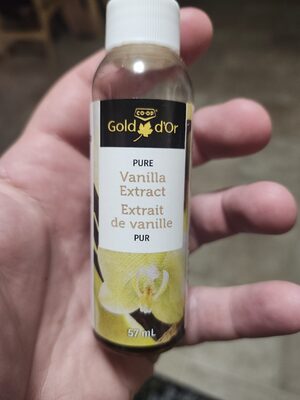 CO-OP
Gold d'Or
PURE
Vanilla
Extract
Extrait
de vanille
PUR
57 mL